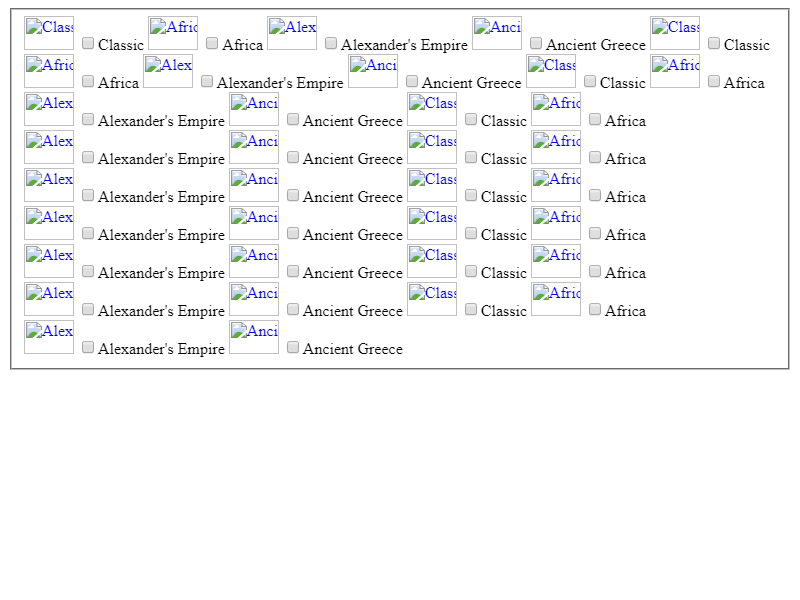 Class Classic Afric Africa Alex Alexander's Empire Anci Ancient Greece Class Classic
Afric Africa Alex Alexander's Empire Anci Ancient Greece Class Classic Afric Africa
Alex Alexander's Empire Anci Ancient Greece Class Classic Afric Africa
Alex Alexander's Empire Anci Ancient Greece Class Classic Afric Africa
Alex Alexander's Empire Anci Ancient Greece Class Classic Afric Africa
Alex Alexander's Empire Anci Ancient Greece Class Classic Afric Africa
Alex Alexander's Empire Anci Ancient Greece Class Classic Afric Africa
Alex Alexander's Empire Anci Ancient Greece Class Classic Afric Africa
Alex Alexander's Empire Anci Ancient Greece